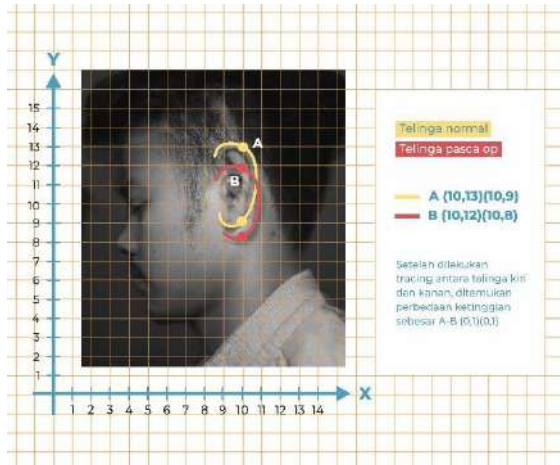 Y
15
14
13
12
11
10
9
8
7
6
5
4
3
2
1
A
B
1 2 3 4 5 6 7 8 9 10 11 12 13 14
X
Telinga normal
Telinga pasca op
A (10,13)(10,9)
B (10,12)(10,8)
Setelah dilakukan
tracing antara telinga kiri
dan kanan, ditemukan
perbedaan ketinggian
sebesar A-B (0,1)(0,1)